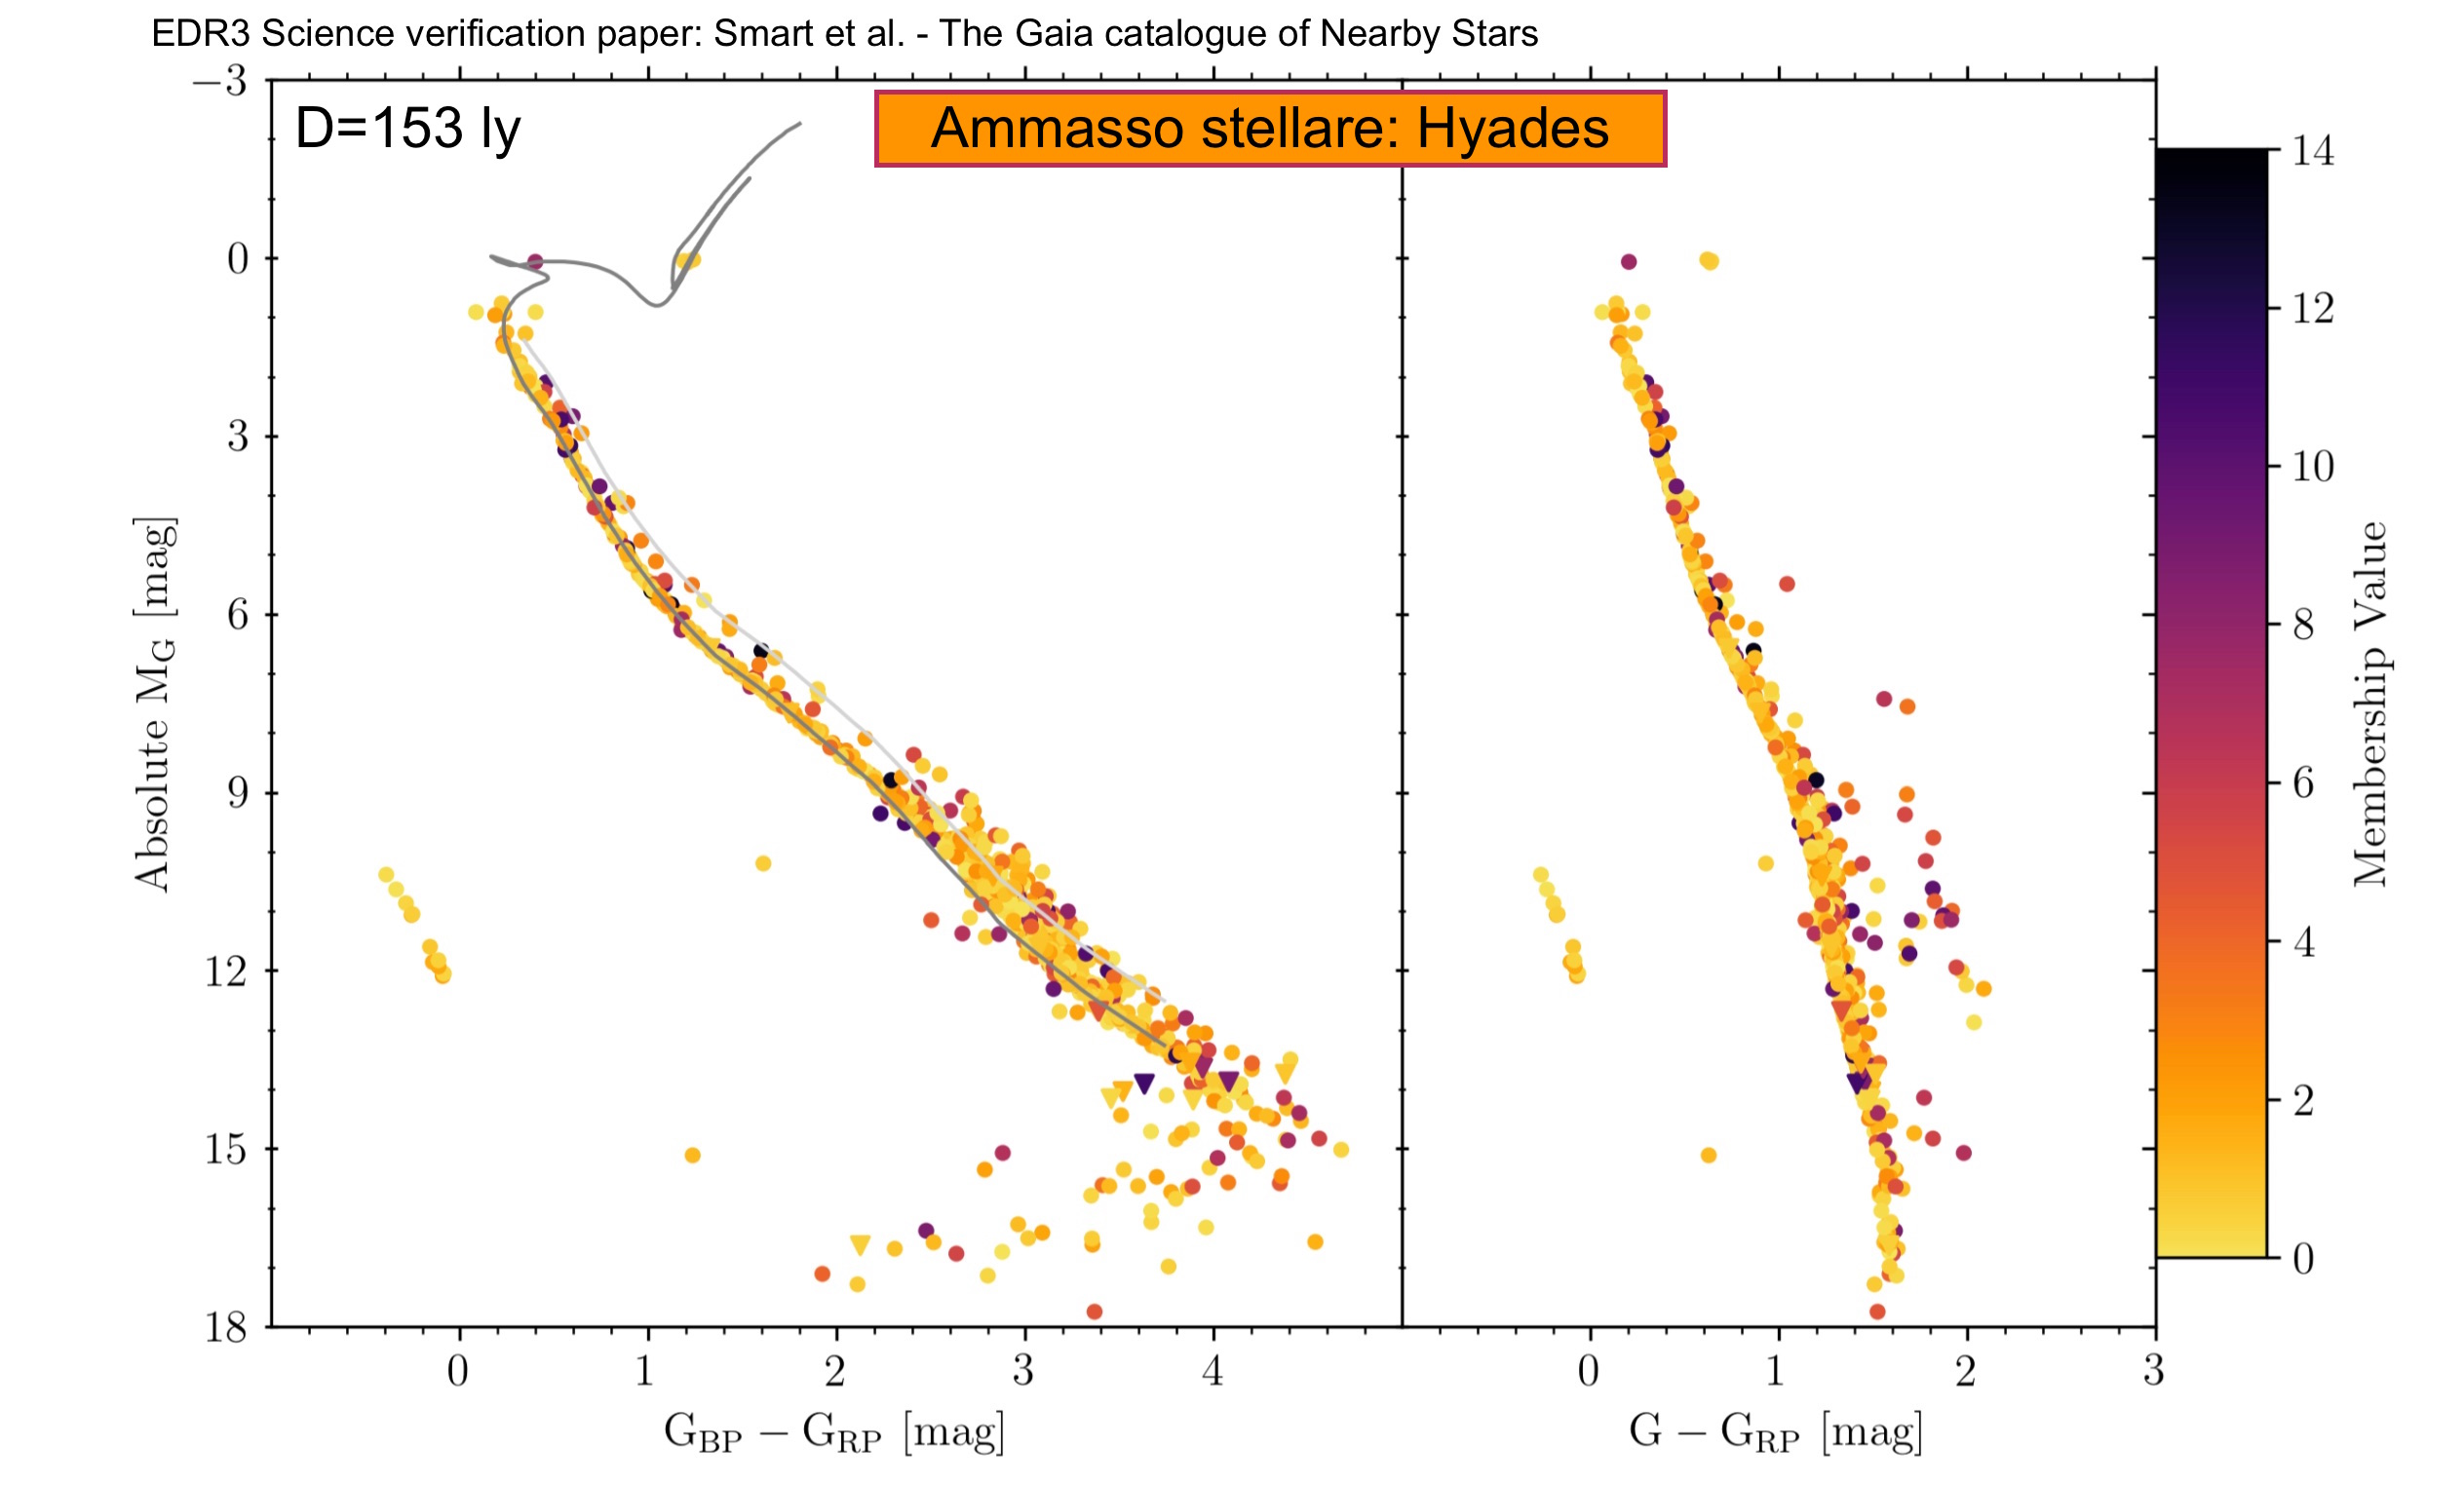 EDR3 Science verification paper: Smart et al. - The Gaia catalogue of Nearby Stars
D=153 ly
Ammasso stellare: Hyades
Absolute M_G [mag]
−3
0
3
6
9
12
15
18
0 1 2 3 4
G_BP − G_RP [mag]
0 1 2 3
G − G_RP [mag]
14
12
10
8
6
4
2
0
Membership Value